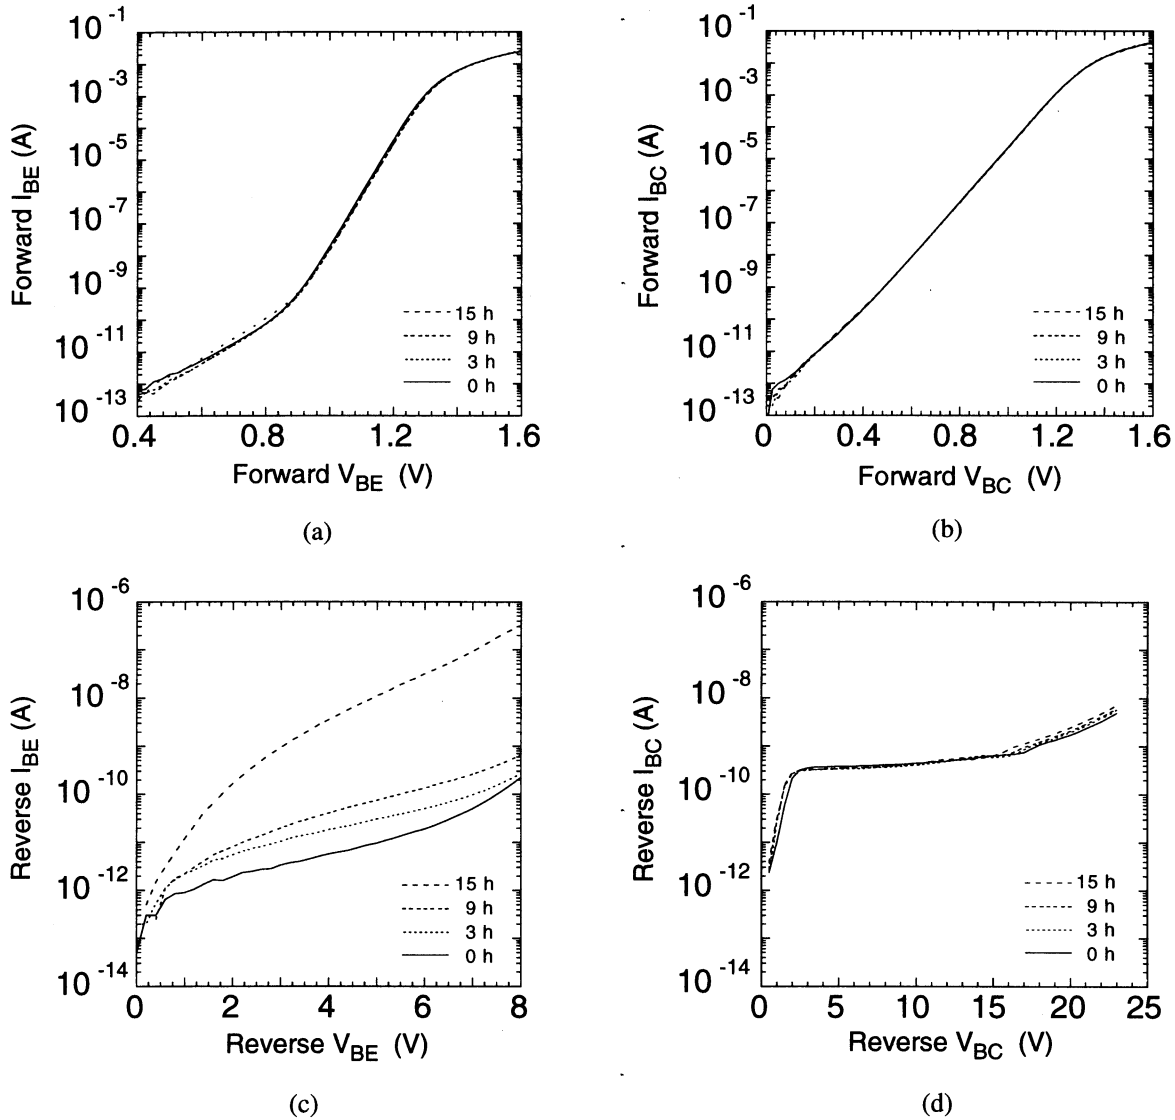 10 -1
10 -3
10 -5
10 -7
10 -9
10 -11
10 -13
Forward I_BE (A)
15 h
9 h
3 h
0 h
0.4 0.8 1.2 1.6
Forward V_BE (V)
(a)
10 -1
10 -3
10 -5
10 -7
10 -9
10 -11
10 -13
Forward I_BC (A)
15 h
9 h
3 h
0 h
0 0.4 0.8 1.2 1.6
Forward V_BC (V)
(b)
10 -6
10 -8
10 -10
10 -12
10 -14
Reverse I_BE (A)
15 h
9 h
3 h
0 h
0 2 4 6 8
Reverse V_BE (V)
(c)
10 -6
10 -8
10 -10
10 -12
10 -14
Reverse I_BC (A)
15 h
9 h
3 h
0 h
0 5 10 15 20 25
Reverse V_BC (V)
(d)